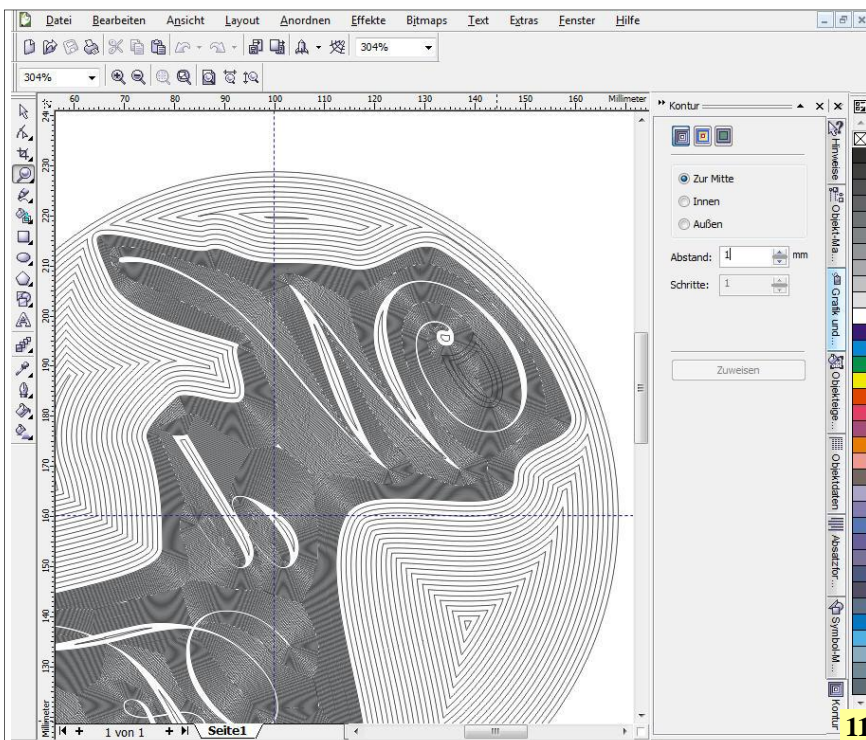 Datei Bearbeiten Ansicht Layout Anordnen Effekte Bitmaps Text Extras Fenster Hilfe
304%
304%
60 70 80 90 100 110 120 130 140 150 160 Millimeter
Kontur
Zur Mitte
Innen
Außen
Abstand: 1 mm
Schritte: 1
Zuweisen
Hinweise
Objekt-Ma...
Grafik und...
Objekteige...
Objektdaten
Absatzfor...
Symbol-M...
Kontur
240
230
220
210
200
190
180
170
160
150
140
130
Millimeter
1 von 1 Seite1
11